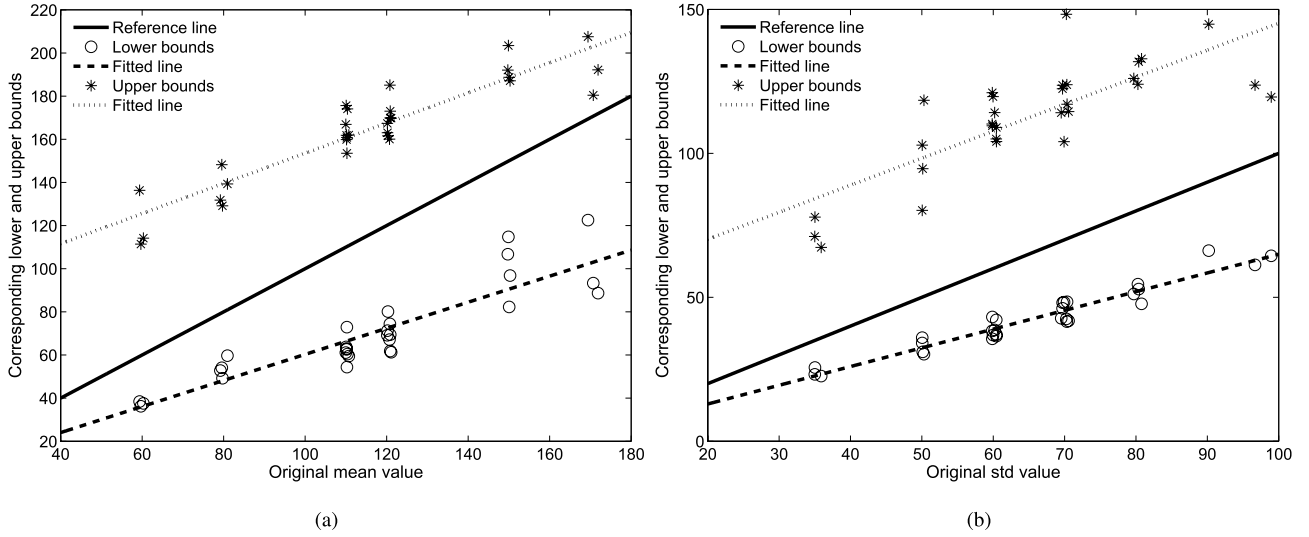 220
200
180
160
140
120
100
80
60
40
20
Corresponding lower and upper bounds
Reference line
Lower bounds
Fitted line
Upper bounds
Fitted line
40 60 80 100 120 140 160 180
Original mean value
(a)
150
100
50
0
Corresponding lower and upper bounds
Reference line
Lower bounds
Fitted line
Upper bounds
Fitted line
20 30 40 50 60 70 80 90 100
Original std value
(b)